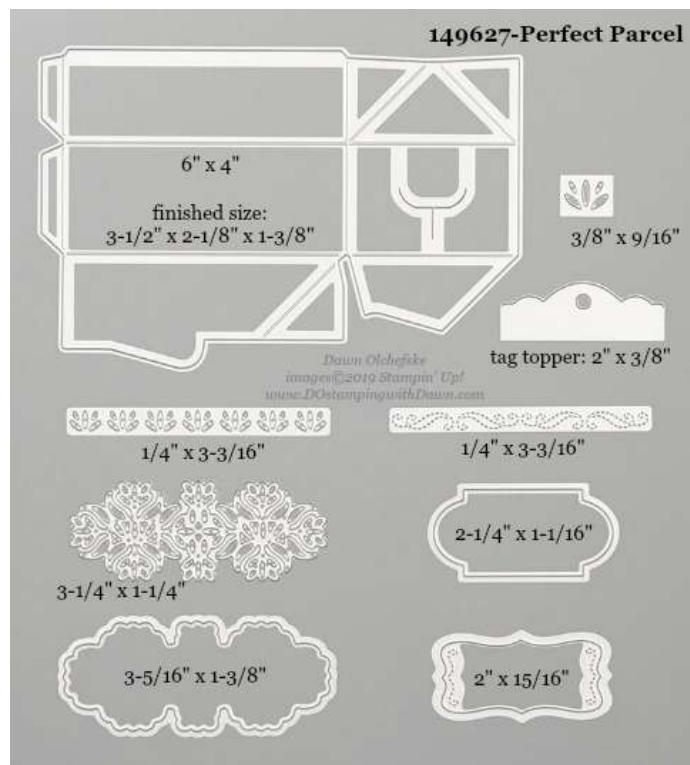 149627-Perfect Parcel
6" x 4"
finished size:
3-1/2" x 2-1/8" x 1-3/8"
3/8" x 9/16"
tag topper: 2" x 3/8"
Dawn Olchefske
images©2019 Stampin' Up!
www.DOstampingwithDawn.com
1/4" x 3-3/16"
1/4" x 3-3/16"
2-1/4" x 1-1/16"
3-1/4" x 1-1/4"
3-5/16" x 1-3/8"
2" x 15/16"